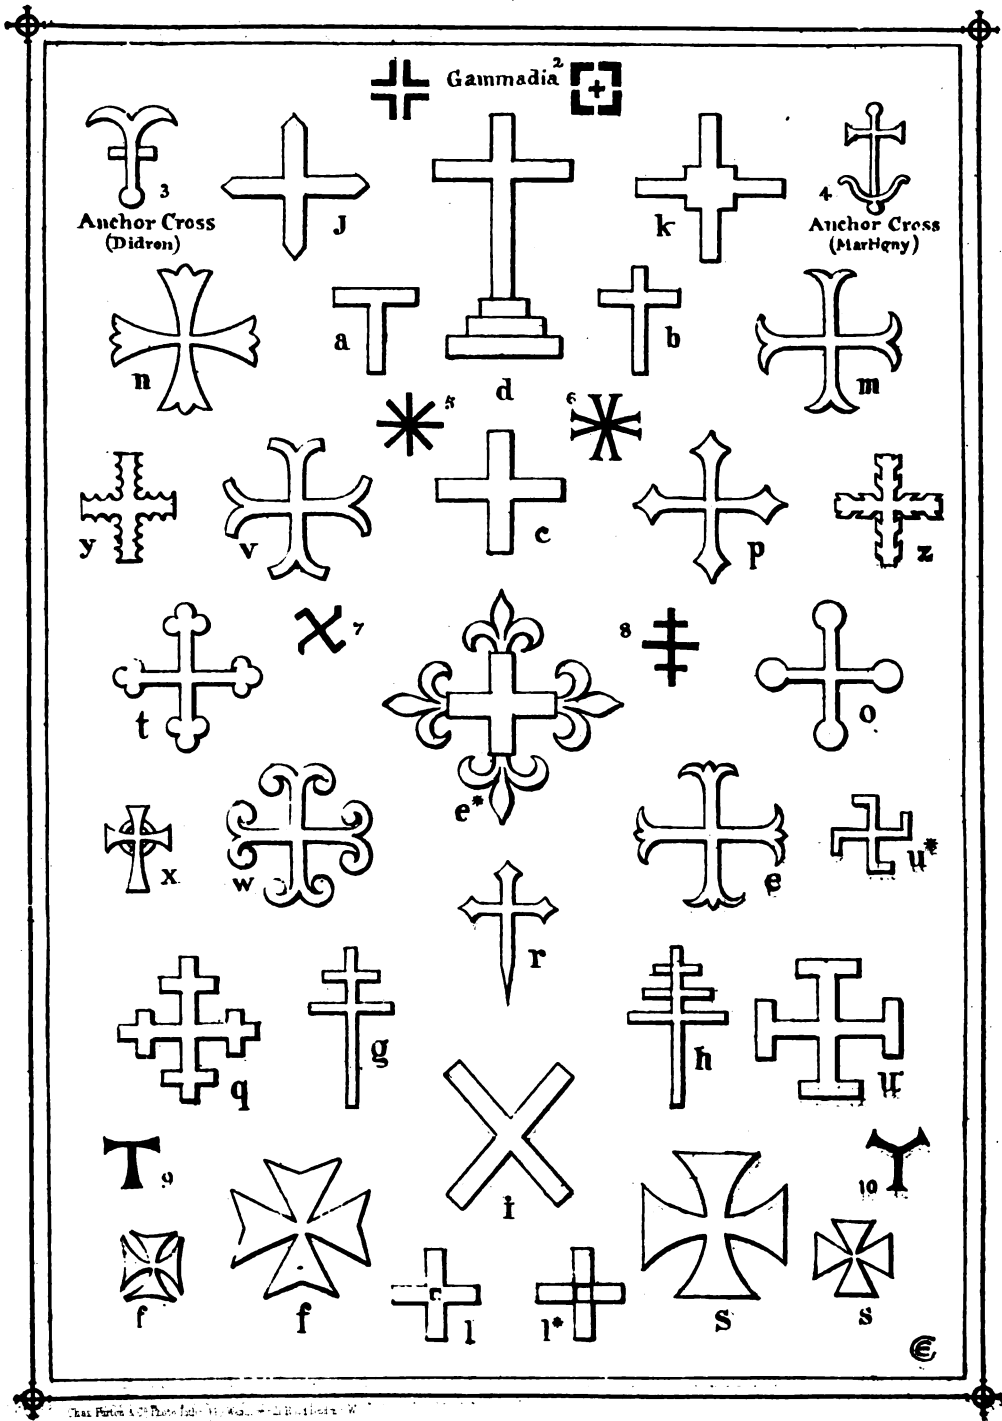 Gammadia 2
3
Anchor Cross
(Didron)
J
k
4
Anchor Cross
(Martigny)
n
a
d
b
m
5
6
y
v
c
p
z
t
7
e*
8
o
x
w
r
e
u*
q
g
h
u
9
i
10
f
f
l
l*
s
s